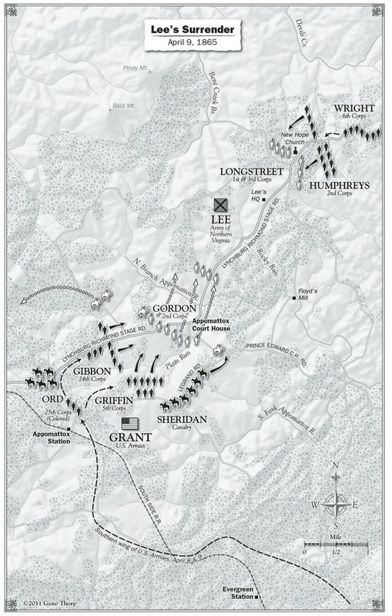 Lee's Surrender
April 9, 1865
Devils Cr.
Piney Mt.
Bald Mt.
Bent Creek Br.
WRIGHT
6th Corps
New Hope
Church
LONGSTREET
1st & 3rd Corps
HUMPHREYS
2nd Corps
Lee's
HQ
LEE
Army of
Northern
Virginia
LYNCHBURG RICHMOND STAGE RD.
Rocky Run
N. Branch Appomattox
Floyd's
Mill
GORDON
2nd Corps
Appomattox
Court House
LYNCHBURG RICHMOND STAGE RD.
PRINCE EDWARD C.H. RD.
Plain Run
GIBBON
24th Corps
ORD
25th Corps
(Colored)
GRIFFIN
5th Corps
SHERIDAN
Cavalry
S. Fork Appomattox R.
Appomattox
Station
GRANT
U.S. Armies
SOUTH SIDE R.R.
Southern wing of U.S. Armies, April 8 & 9
N
W
E
S
Mile
0
1/2
1
Evergreen
Station
©2011 Gene Thorp